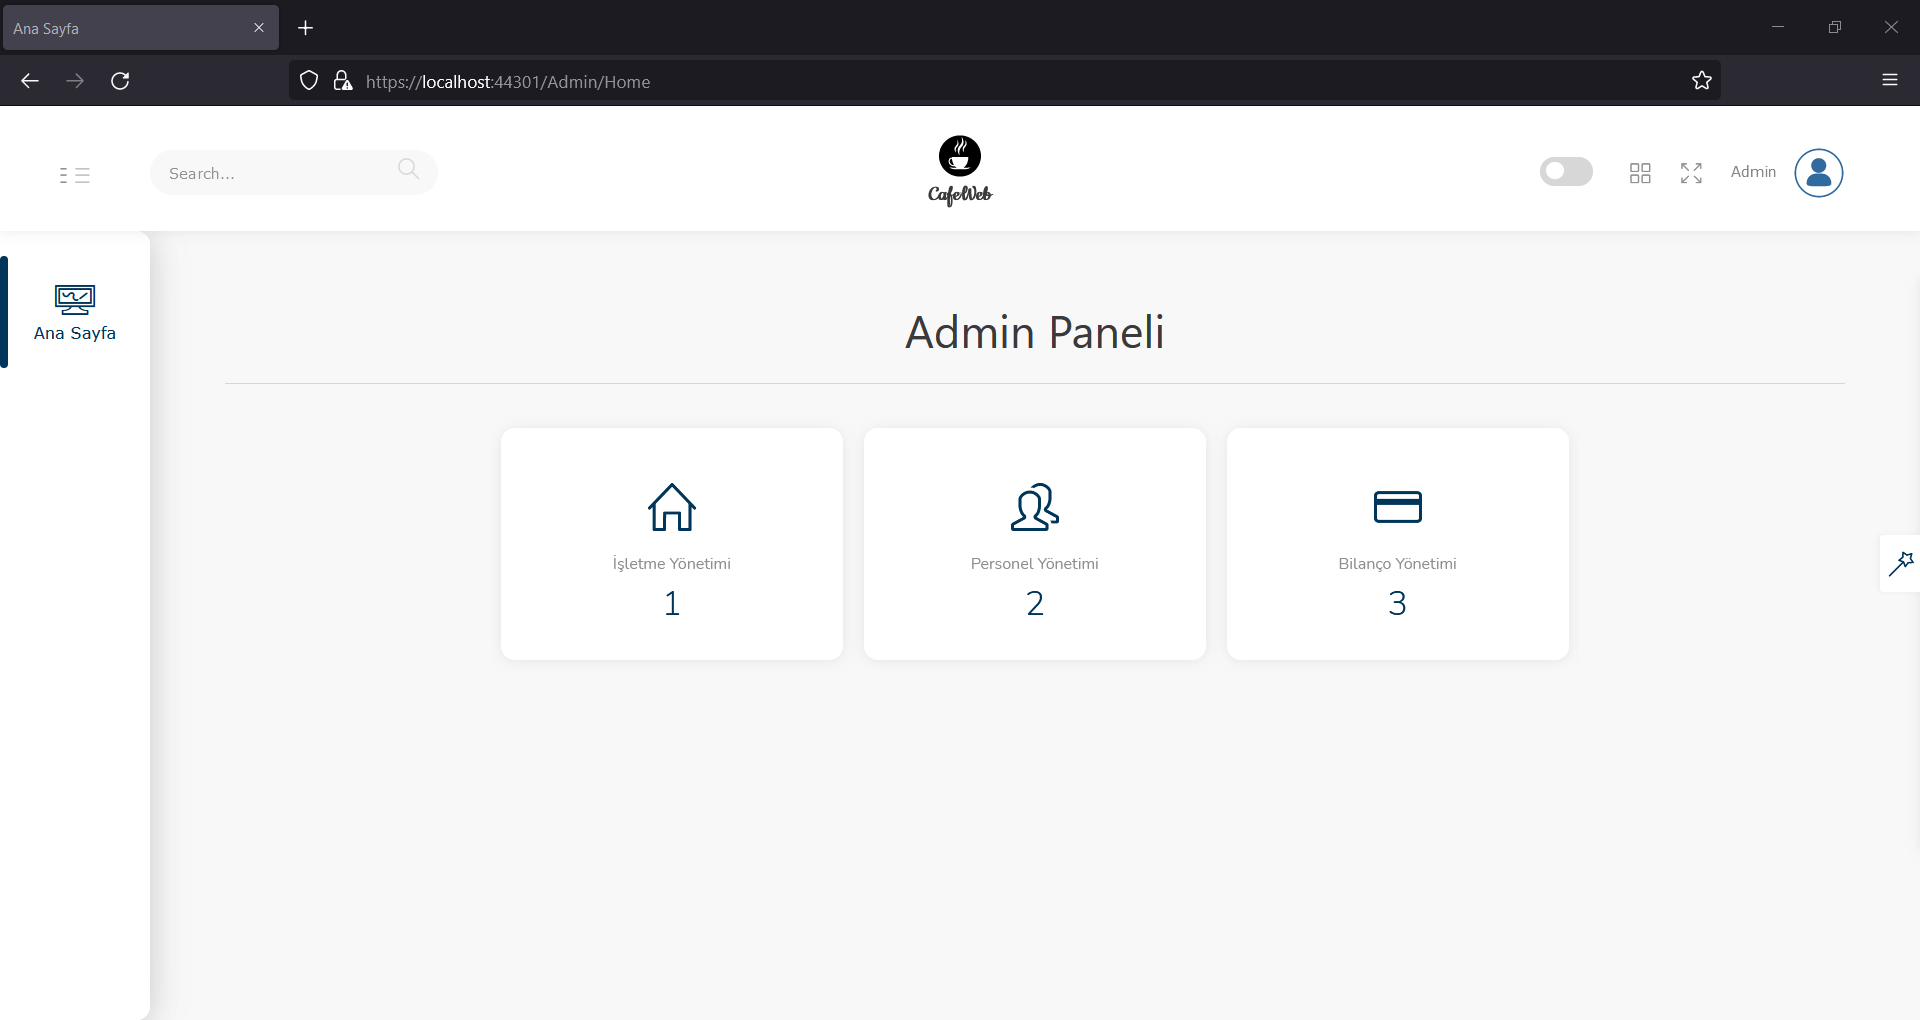 Ana Sayfa
https://localhost:44301/Admin/Home
Search...
CafeWeb
Admin
Ana Sayfa
Admin Paneli
İşletme Yönetimi
1
Personel Yönetimi
2
Bilanço Yönetimi
3